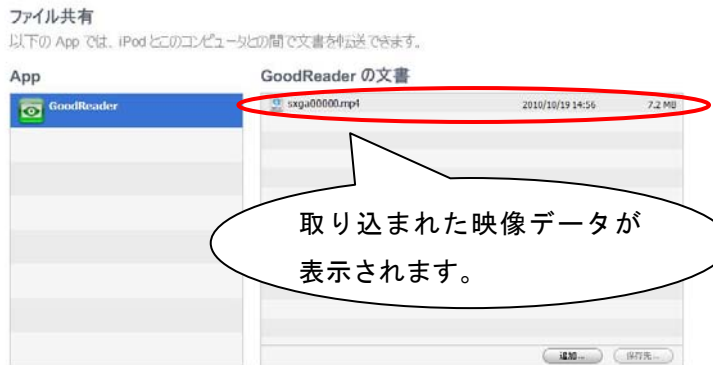 ファイル共有
以下の App では、iPod とこのコンピュータとの間で文書を転送できます。
App
GoodReader の文書
GoodReader
sxga00000.mp4 2010/10/19 14:56 7.2 MB
取り込まれた映像データが
表示されます。
追加... 保存先...